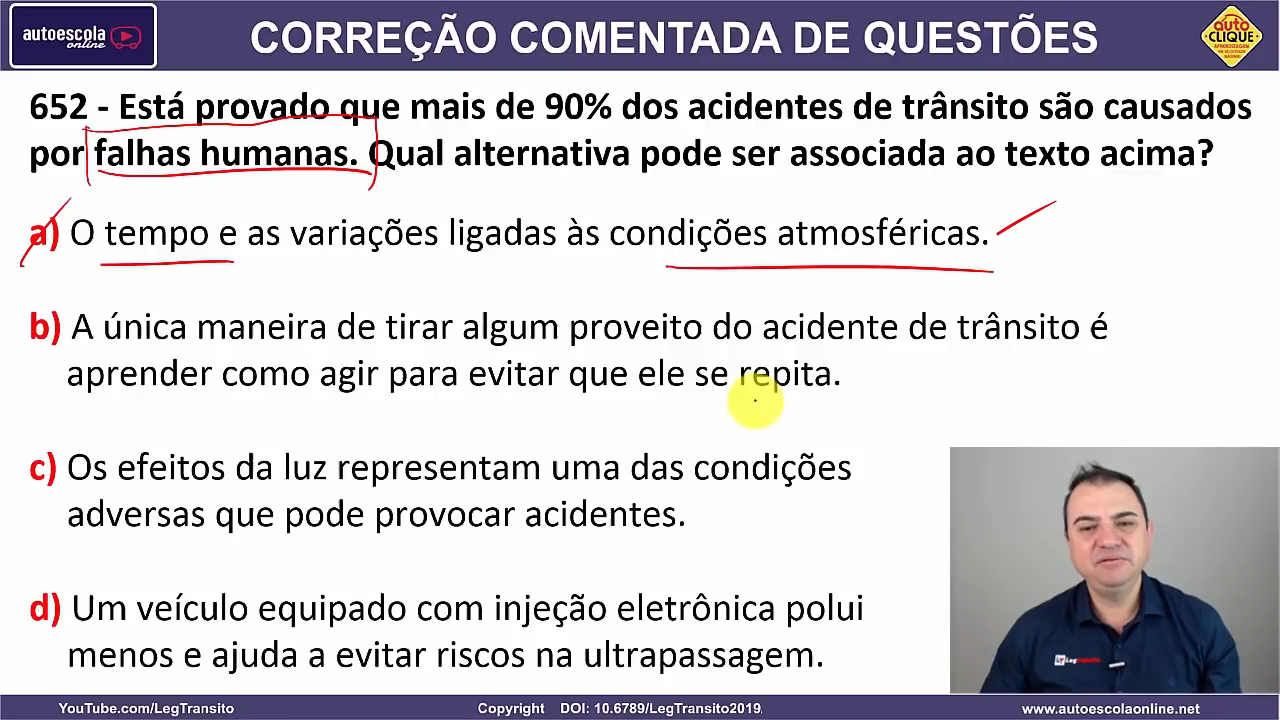 autoescola
online
CORREÇÃO COMENTADA DE QUESTÕES
auto
CLIQUE
652 - Está provado que mais de 90% dos acidentes de trânsito são causados
por falhas humanas. Qual alternativa pode ser associada ao texto acima?
a) O tempo e as variações ligadas às condições atmosféricas.
b) A única maneira de tirar algum proveito do acidente de trânsito é
aprender como agir para evitar que ele se repita.
c) Os efeitos da luz representam uma das condições
adversas que pode provocar acidentes.
d) Um veículo equipado com injeção eletrônica polui
menos e ajuda a evitar riscos na ultrapassagem.
YouTube.com/LegTransito
Copyright DOI: 10.6789/LegTransito2019
www.autoescolaonline.net